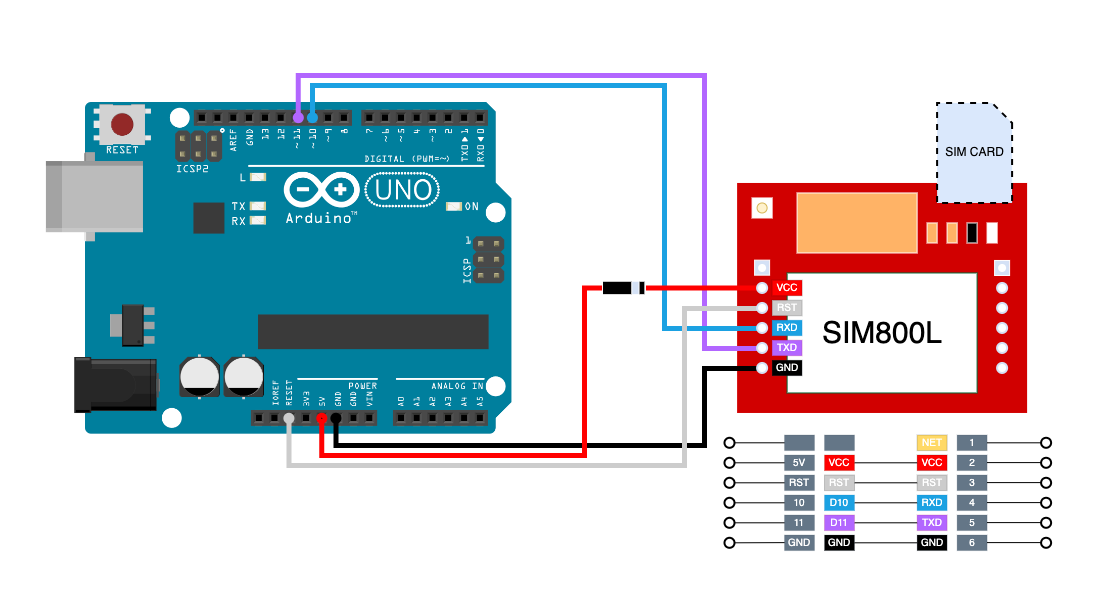 RESET
ICSP2
AREF
GND
13
12
~11
~10
~9
8
7
~6
~5
4
~3
2
TXD▶1
RXD◀0
DIGITAL (PWM=~)
L
TX
RX
Arduino™
UNO
ON
1
ICSP
POWER
ANALOG IN
IOREF
RESET
3V3
5V
GND
GND
VIN
A0
A1
A2
A3
A4
A5
SIM CARD
VCC
RST
RXD
TXD
GND
SIM800L
NET 1
5V VCC VCC 2
RST RST RST 3
10 D10 RXD 4
11 D11 TXD 5
GND GND GND 6